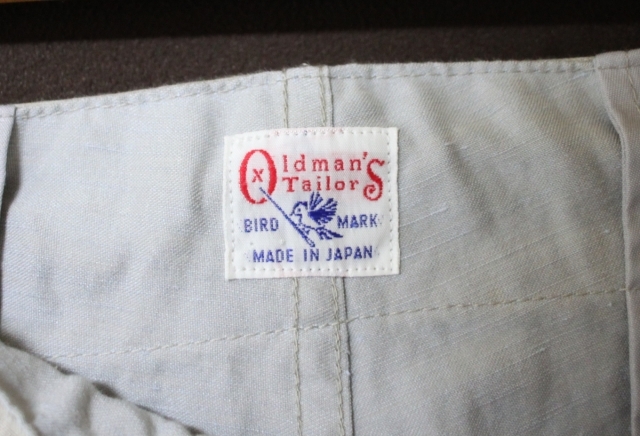 Oldman's
Tailor
BIRD MARK
MADE IN JAPAN